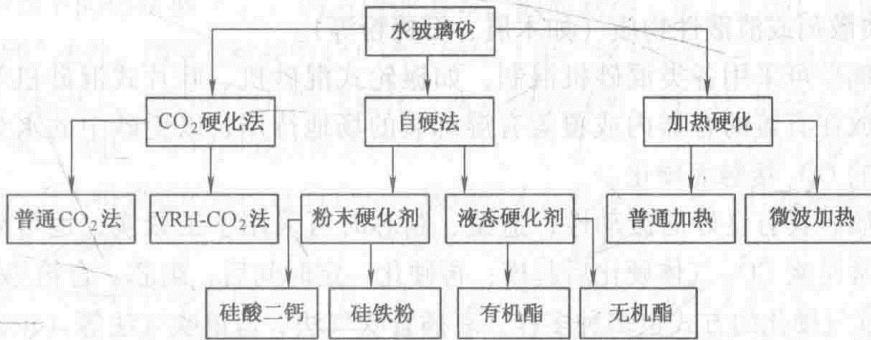 水玻璃砂
CO₂硬化法
自硬法
加热硬化
普通CO₂法
VRH-CO₂法
粉末硬化剂
液态硬化剂
普通加热
微波加热
硅酸二钙
硅铁粉
有机酯
无机酯